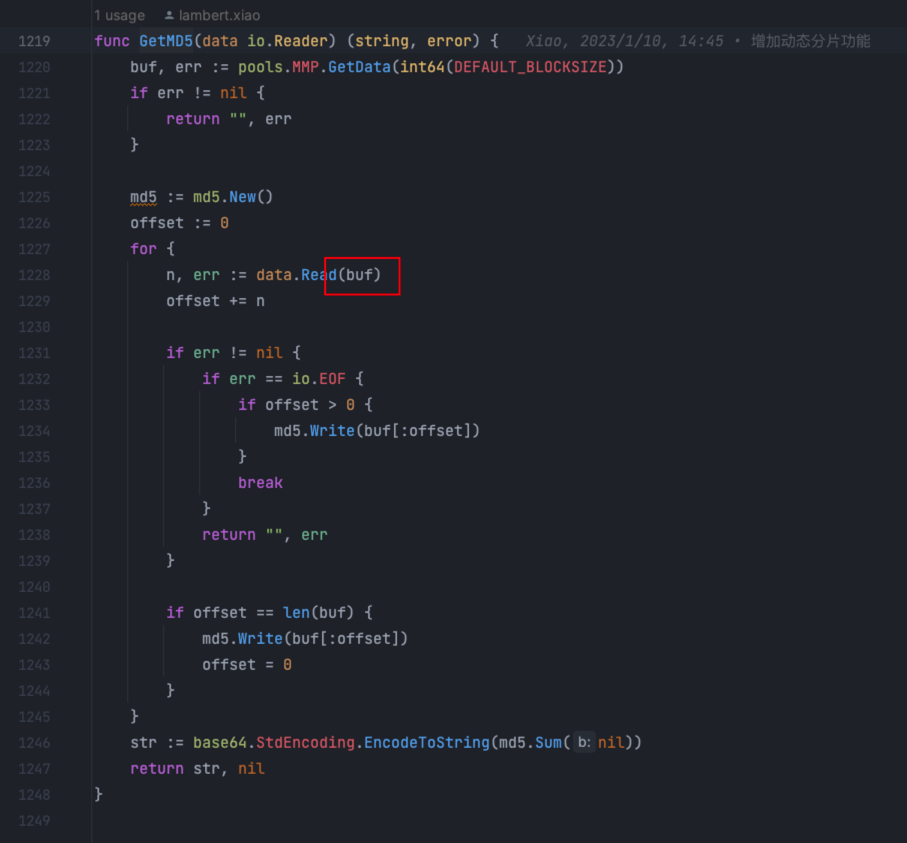 1 usage lambert.xiao
1219 func GetMD5(data io.Reader) (string, error) { Xiao, 2023/1/10, 14:45 • 增加动态分片功能
1220 buf, err := pools.MMP.GetData(int64(DEFAULT_BLOCKSIZE))
1221 if err != nil {
1222 return "", err
1223 }
1224
1225 md5 := md5.New()
1226 offset := 0
1227 for {
1228 n, err := data.Read(buf)
1229 offset += n
1230
1231 if err != nil {
1232 if err == io.EOF {
1233 if offset > 0 {
1234 md5.Write(buf[:offset])
1235 }
1236 break
1237 }
1238 return "", err
1239 }
1240
1241 if offset == len(buf) {
1242 md5.Write(buf[:offset])
1243 offset = 0
1244 }
1245 }
1246 str := base64.StdEncoding.EncodeToString(md5.Sum( b: nil))
1247 return str, nil
1248 }
1249